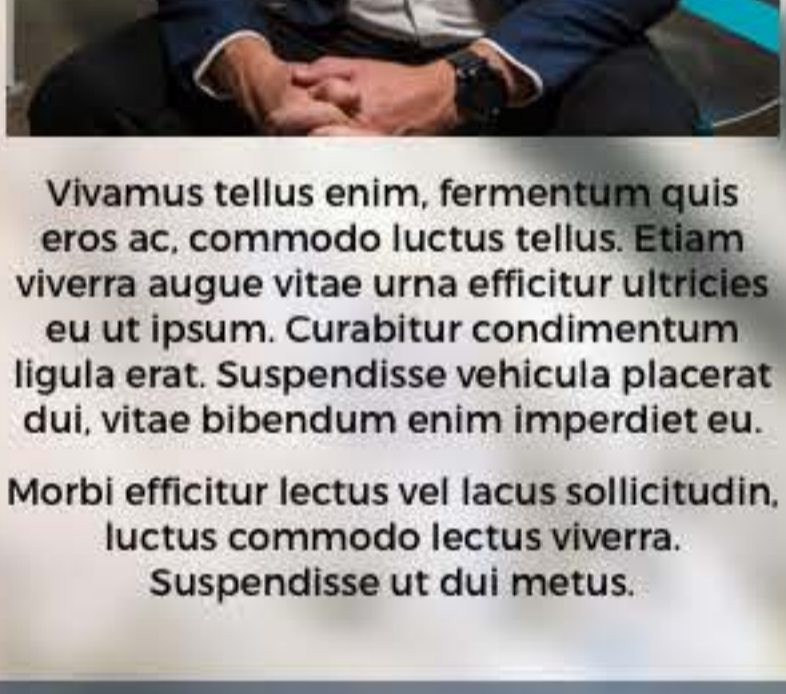 Vivamus tellus enim, fermentum quis
eros ac, commodo luctus tellus. Etiam
viverra augue vitae urna efficitur ultricies
eu ut ipsum. Curabitur condimentum
ligula erat. Suspendisse vehicula placerat
dui, vitae bibendum enim imperdiet eu.
Morbi efficitur lectus vel lacus sollicitudin,
luctus commodo lectus viverra.
Suspendisse ut dui metus.